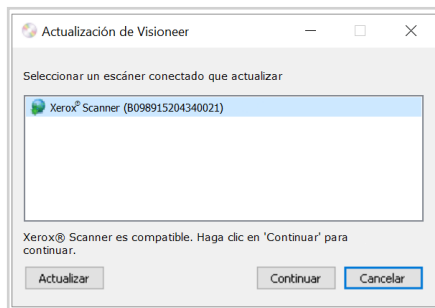 Actualización de Visioneer
Seleccionar un escáner conectado que actualizar
Xerox® Scanner (B098915204340021)
Xerox® Scanner es compatible. Haga clic en 'Continuar' para
continuar.
Actualizar Continuar Cancelar